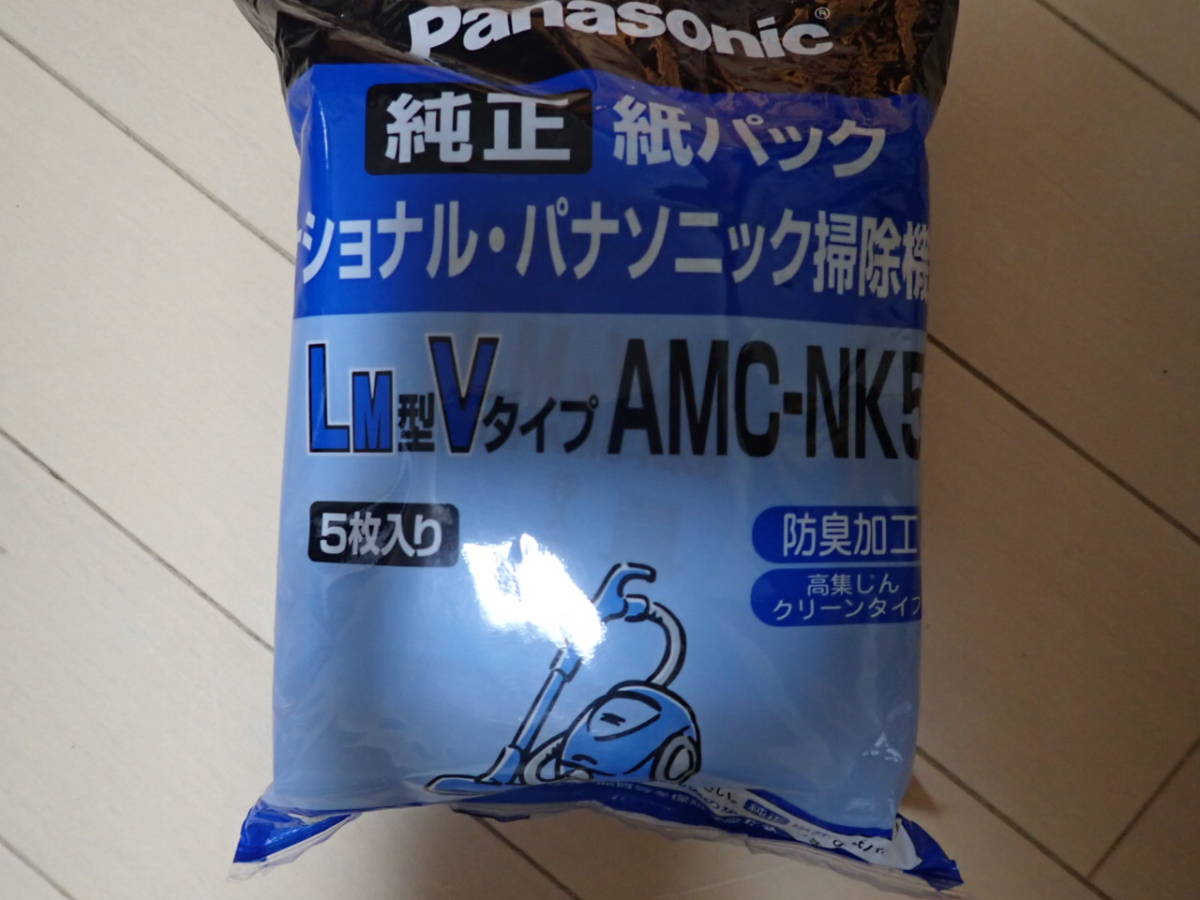 Panasonic®
純正 紙パック
ショナル・パナソニック掃除機
LM型Vタイプ AMC-NK5
5枚入り
防臭加工
高集じん
クリーンタイプ